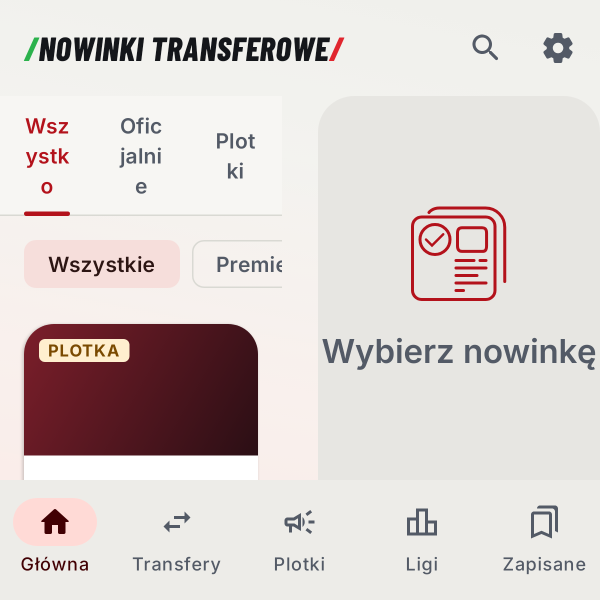 /NOWINKI TRANSFEROWE/
Wsz
ystk
o
Ofic
jalni
e
Plot
ki
Wszystkie
Premie
PLOTKA
Wybierz nowinkę
Główna
Transfery
Plotki
Ligi
Zapisane